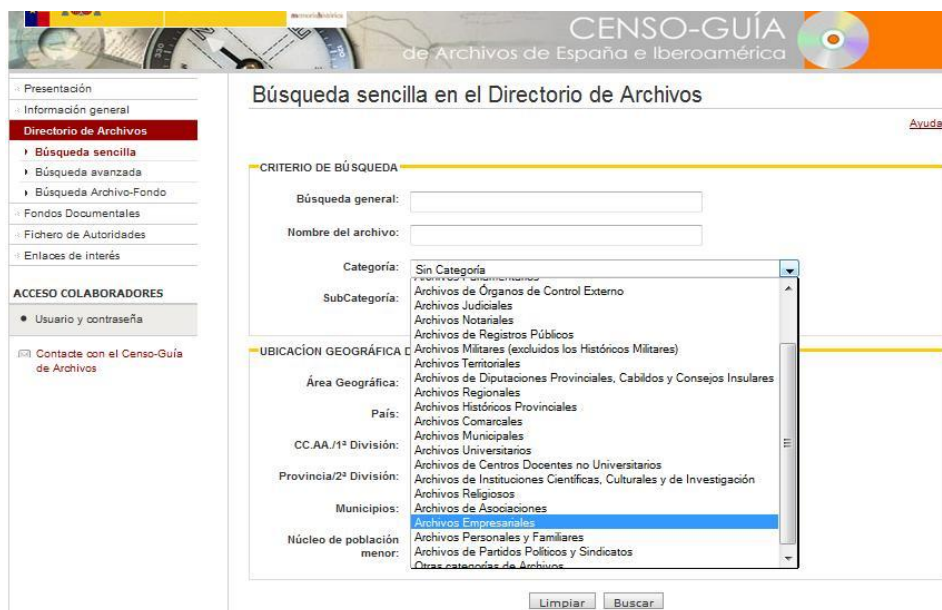 CENSO-GUÍA
de Archivos de España e Iberoamérica
Presentación
Información general
Directorio de Archivos
Búsqueda sencilla
Búsqueda avanzada
Búsqueda Archivo-Fondo
Fondos Documentales
Fichero de Autoridades
Enlaces de interés
ACCESO COLABORADORES
Usuario y contraseña
Contacte con el Censo-Guía
de Archivos
Búsqueda sencilla en el Directorio de Archivos
Ayuda
CRITERIO DE BÚSQUEDA
Búsqueda general:
Nombre del archivo:
Categoría:
Sin Categoría
SubCategoría:
Archivos Parlamentarios
Archivos de Órganos de Control Externo
Archivos Judiciales
Archivos Notariales
Archivos de Registros Públicos
Archivos Militares (excluidos los Históricos Militares)
Archivos Territoriales
Archivos de Diputaciones Provinciales, Cabildos y Consejos Insulares
Archivos Regionales
Archivos Históricos Provinciales
Archivos Comarcales
Archivos Municipales
Archivos Universitarios
Archivos de Centros Docentes no Universitarios
Archivos de Instituciones Científicas, Culturales y de Investigación
Archivos Religiosos
Archivos de Asociaciones
Archivos Empresariales
Archivos Personales y Familiares
Archivos de Partidos Políticos y Sindicatos
Otras categorías de Archivos
UBICACÍON GEOGRÁFICA D
Área Geográfica:
País:
CC.AA./1ª División:
Provincia/2ª División:
Municipios:
Núcleo de población
menor:
Limpiar Buscar